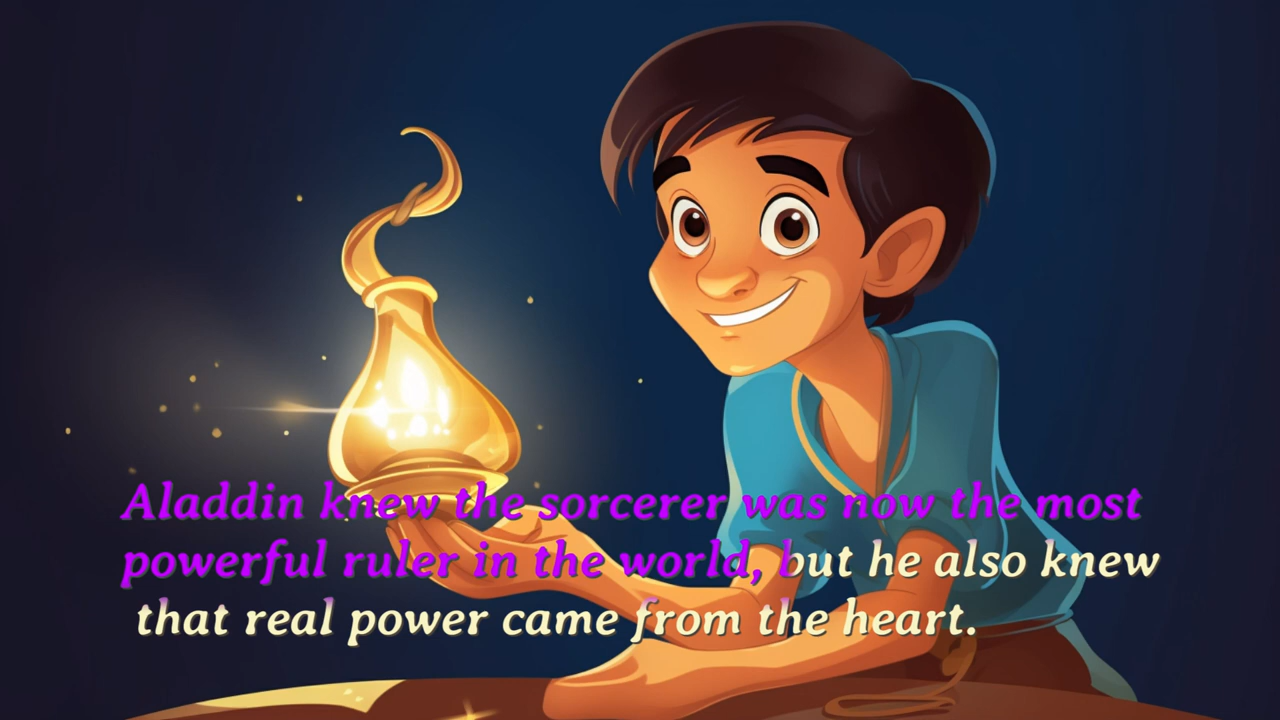 Aladdin knew the sorcerer was now the most
powerful ruler in the world, but he also knew
that real power came from the heart.